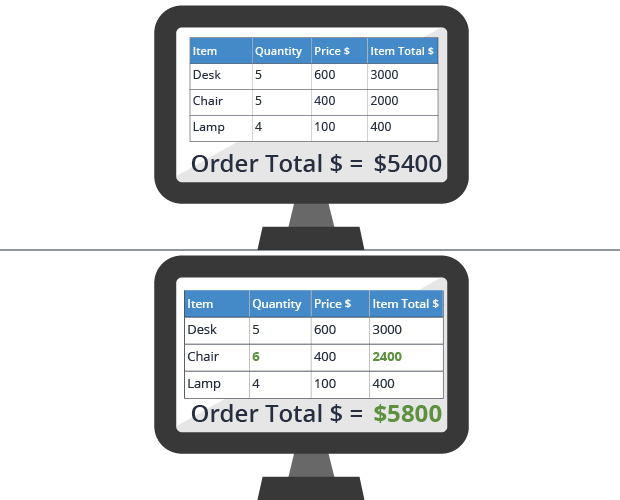 Item Quantity Price $ Item Total $
Desk 5 600 3000
Chair 5 400 2000
Lamp 4 100 400
Order Total $ = $5400
Item Quantity Price $ Item Total $
Desk 5 600 3000
Chair 6 400 2400
Lamp 4 100 400
Order Total $ = $5800